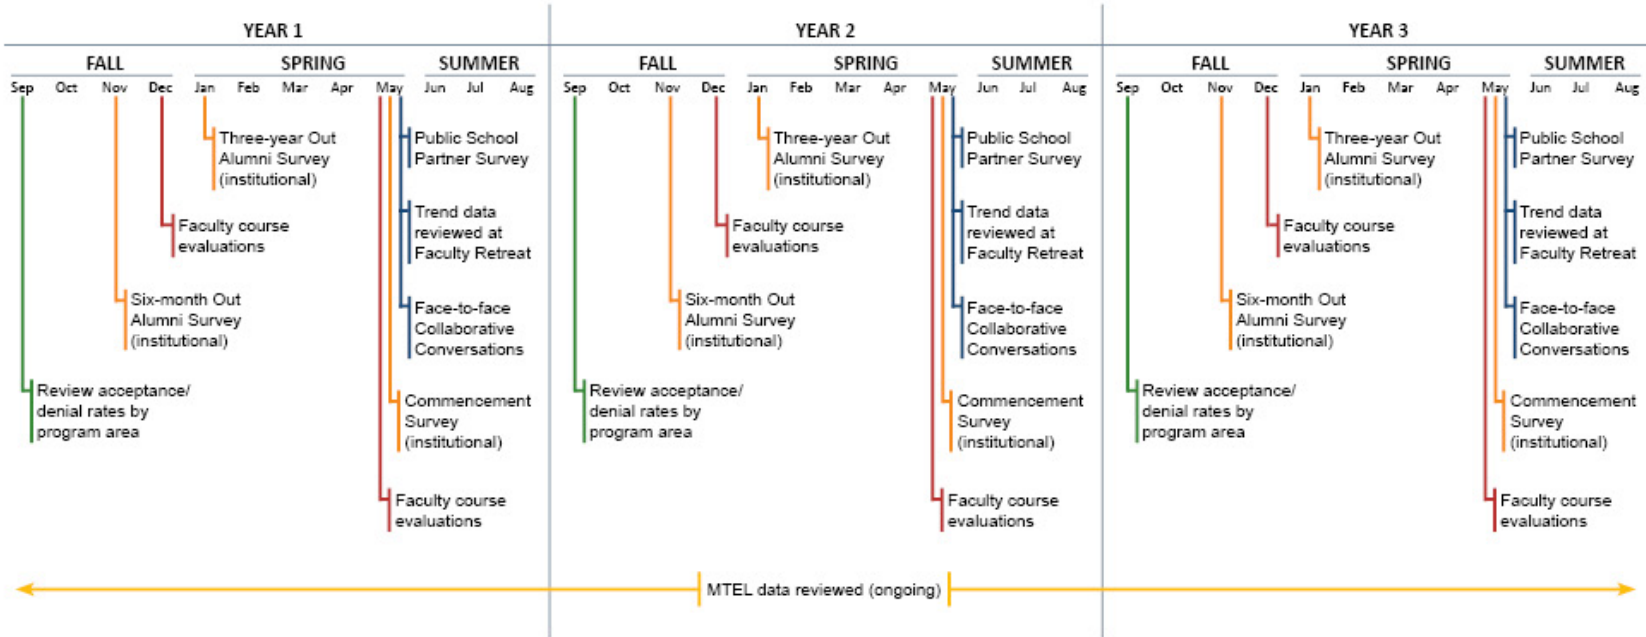 YEAR 1
FALL
SPRING
SUMMER
Sep Oct Nov Dec Jan Feb Mar Apr May Jun Jul Aug
Three-year Out
Alumni Survey
(institutional)
Public School
Partner Survey
Faculty course
evaluations
Trend data
reviewed at
Faculty Retreat
Six-month Out
Alumni Survey
(institutional)
Face-to-face
Collaborative
Conversations
Review acceptance/
denial rates by
program area
Commencement
Survey
(institutional)
Faculty course
evaluations
YEAR 2
FALL
SPRING
SUMMER
Sep Oct Nov Dec Jan Feb Mar Apr May Jun Jul Aug
Three-year Out
Alumni Survey
(institutional)
Public School
Partner Survey
Faculty course
evaluations
Trend data
reviewed at
Faculty Retreat
Six-month Out
Alumni Survey
(institutional)
Face-to-face
Collaborative
Conversations
Review acceptance/
denial rates by
program area
Commencement
Survey
(institutional)
Faculty course
evaluations
YEAR 3
FALL
SPRING
SUMMER
Sep Oct Nov Dec Jan Feb Mar Apr May Jun Jul Aug
Three-year Out
Alumni Survey
(institutional)
Public School
Partner Survey
Faculty course
evaluations
Trend data
reviewed at
Faculty Retreat
Six-month Out
Alumni Survey
(institutional)
Face-to-face
Collaborative
Conversations
Review acceptance/
denial rates by
program area
Commencement
Survey
(institutional)
Faculty course
evaluations
MTEL data reviewed (ongoing)